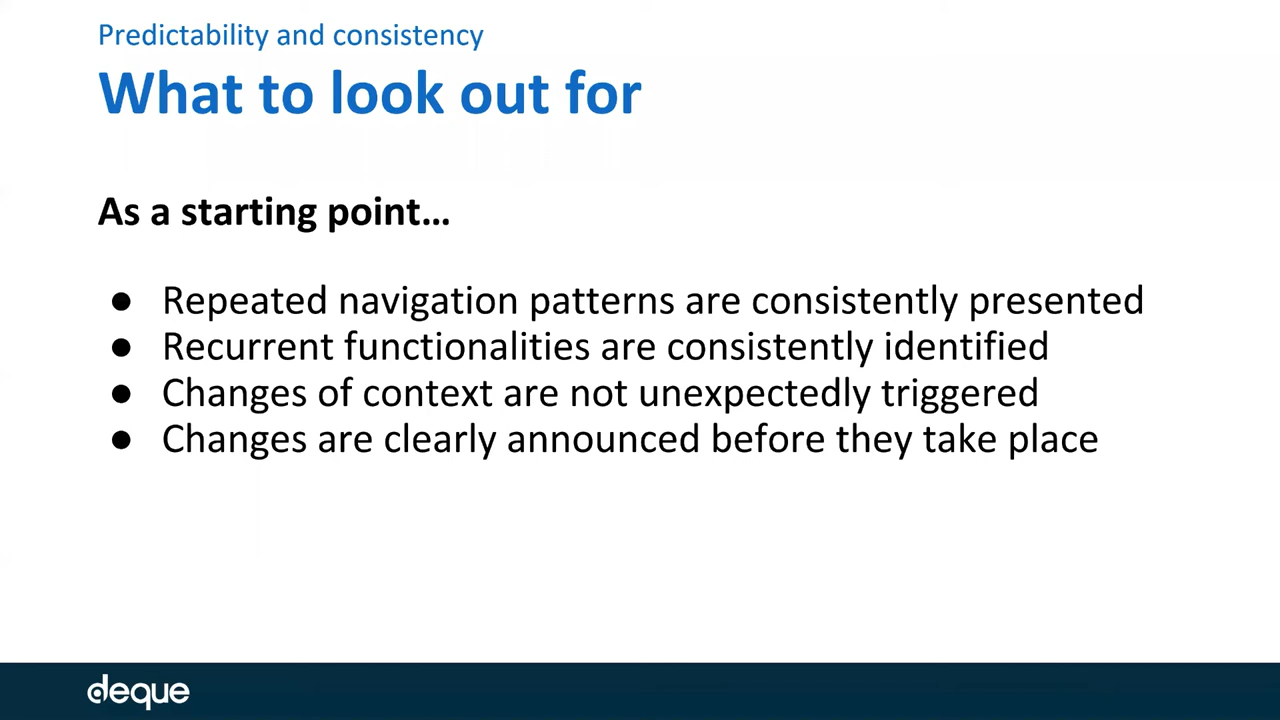 Predictability and consistency
What to look out for
As a starting point…
● Repeated navigation patterns are consistently presented
● Recurrent functionalities are consistently identified
● Changes of context are not unexpectedly triggered
● Changes are clearly announced before they take place
deque